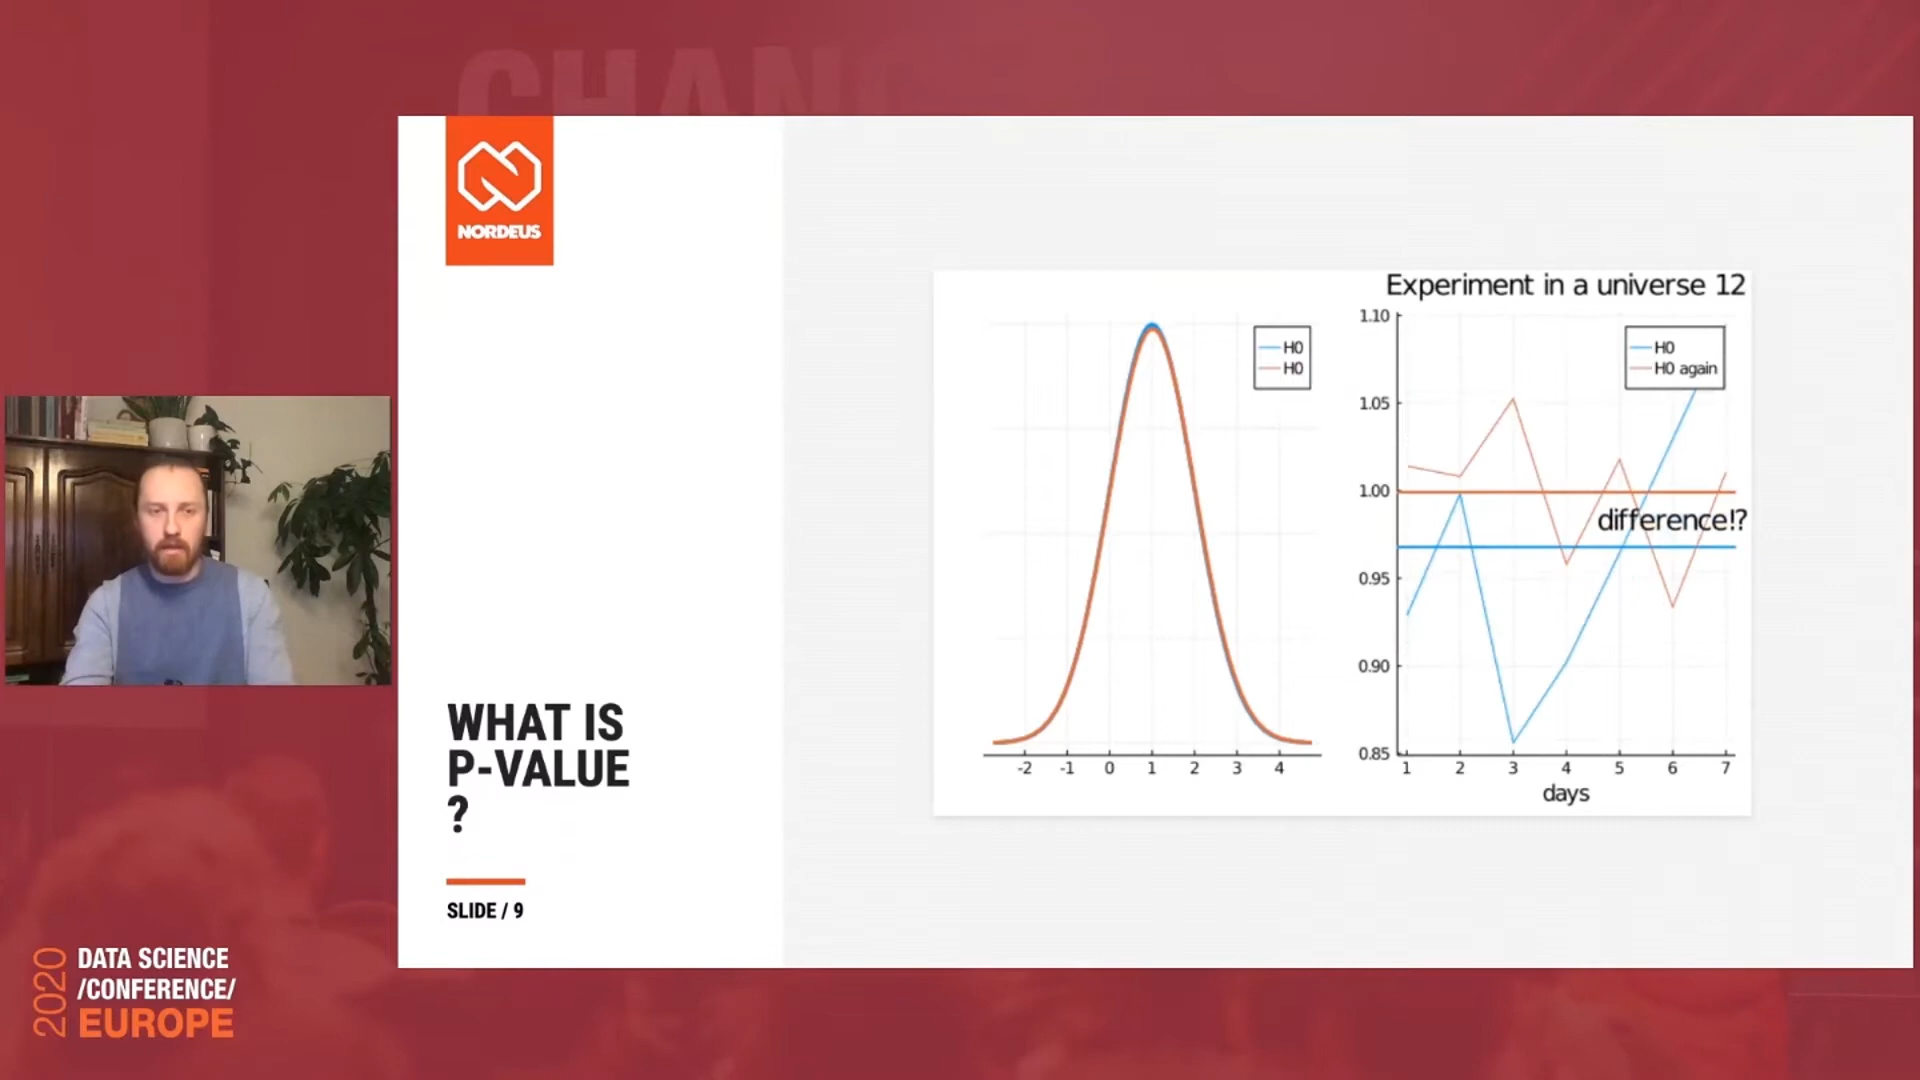 CHAN
NORDEUS
WHAT IS
P-VALUE
?
SLIDE / 9
H0
H0
-2 -1 0 1 2 3 4
Experiment in a universe 12
1.10
1.05
1.00
0.95
0.90
0.85
H0
H0 again
difference!?
1 2 3 4 5 6 7
days
2020
DATA SCIENCE
/CONFERENCE/
EUROPE